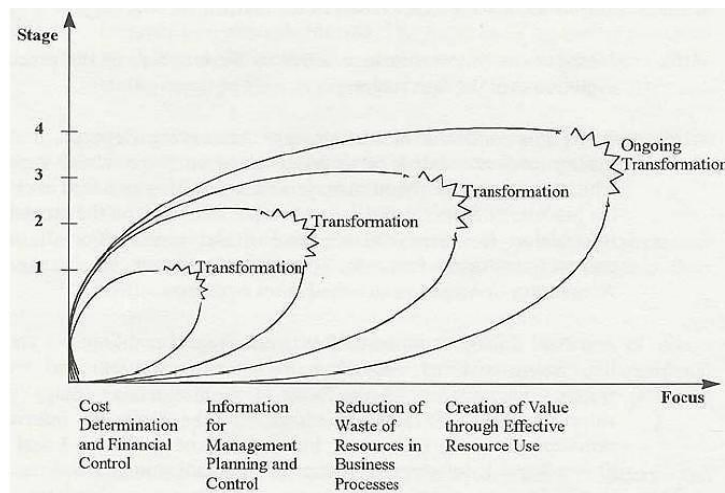 Stage
4
Ongoing
Transformation
3
Transformation
2
Transformation
1
Transformation
Focus
Cost
Determination
and Financial
Control
Information
for
Management
Planning and
Control
Reduction of
Waste of
Resources in
Business
Processes
Creation of Value
through Effective
Resource Use